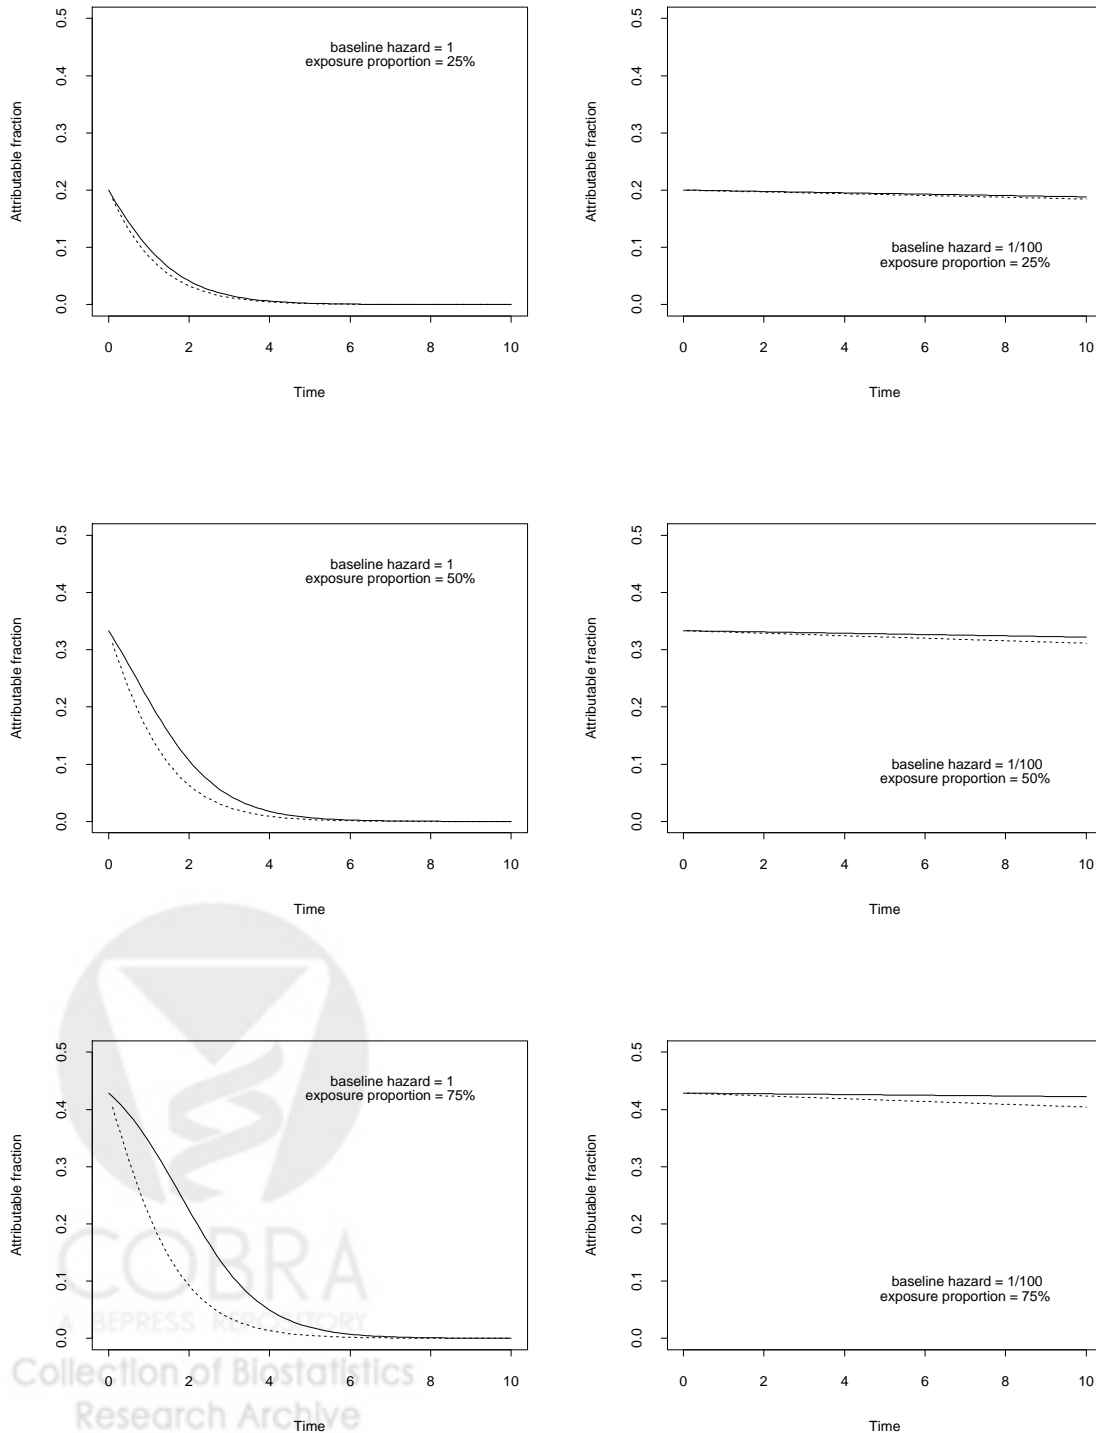 0.5
0.4
0.3
0.2
0.1
0.0
Attributable fraction
baseline hazard = 1
exposure proportion = 25%
0 2 4 6 8 10
Time
0.5
0.4
0.3
0.2
0.1
0.0
Attributable fraction
baseline hazard = 1/100
exposure proportion = 25%
0 2 4 6 8 10
Time
0.5
0.4
0.3
0.2
0.1
0.0
Attributable fraction
baseline hazard = 1
exposure proportion = 50%
0 2 4 6 8 10
Time
0.5
0.4
0.3
0.2
0.1
0.0
Attributable fraction
baseline hazard = 1/100
exposure proportion = 50%
0 2 4 6 8 10
Time
0.5
0.4
0.3
0.2
0.1
0.0
Attributable fraction
baseline hazard = 1
exposure proportion = 75%
0 2 4 6 8 10
Time
0.5
0.4
0.3
0.2
0.1
0.0
Attributable fraction
baseline hazard = 1/100
exposure proportion = 75%
0 2 4 6 8 10
Time
COBRA
A BEPRESS REPOSITORY
Collection of Biostatistics
Research Archive